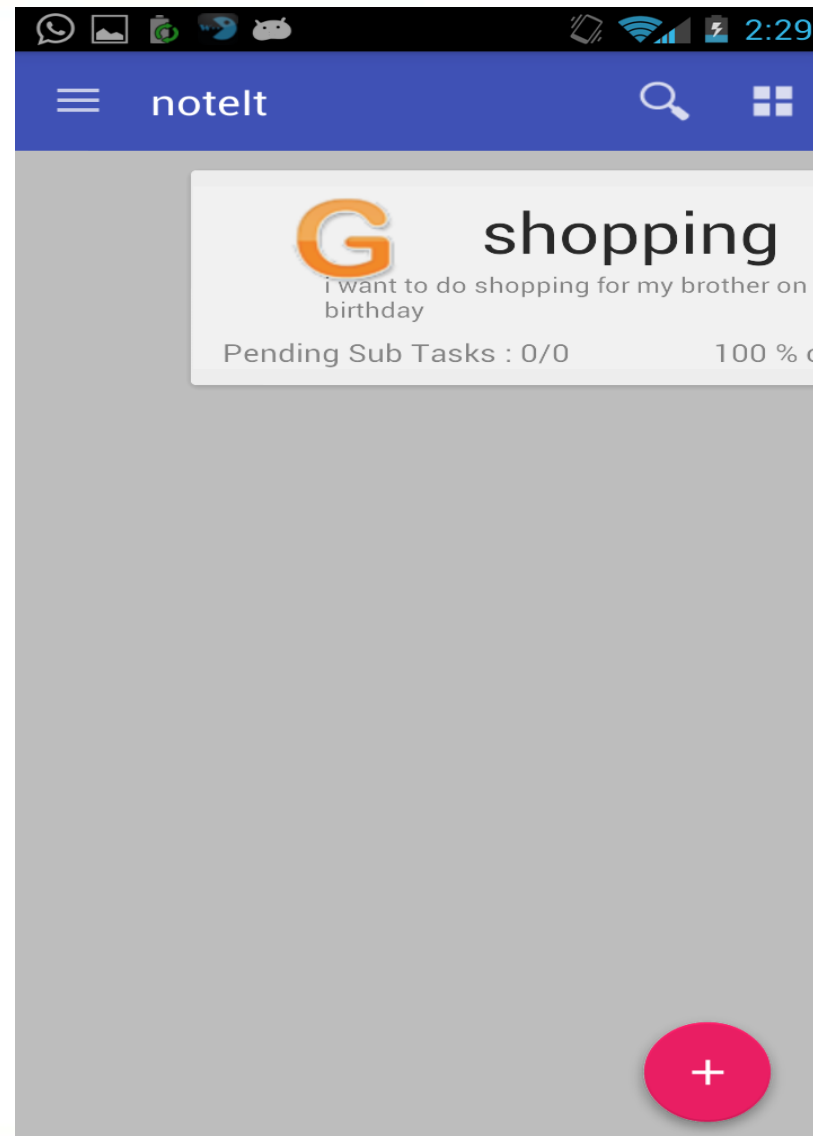 2:29
noteIt
G shopping
i want to do shopping for my brother on
birthday
Pending Sub Tasks : 0/0 100 %
+